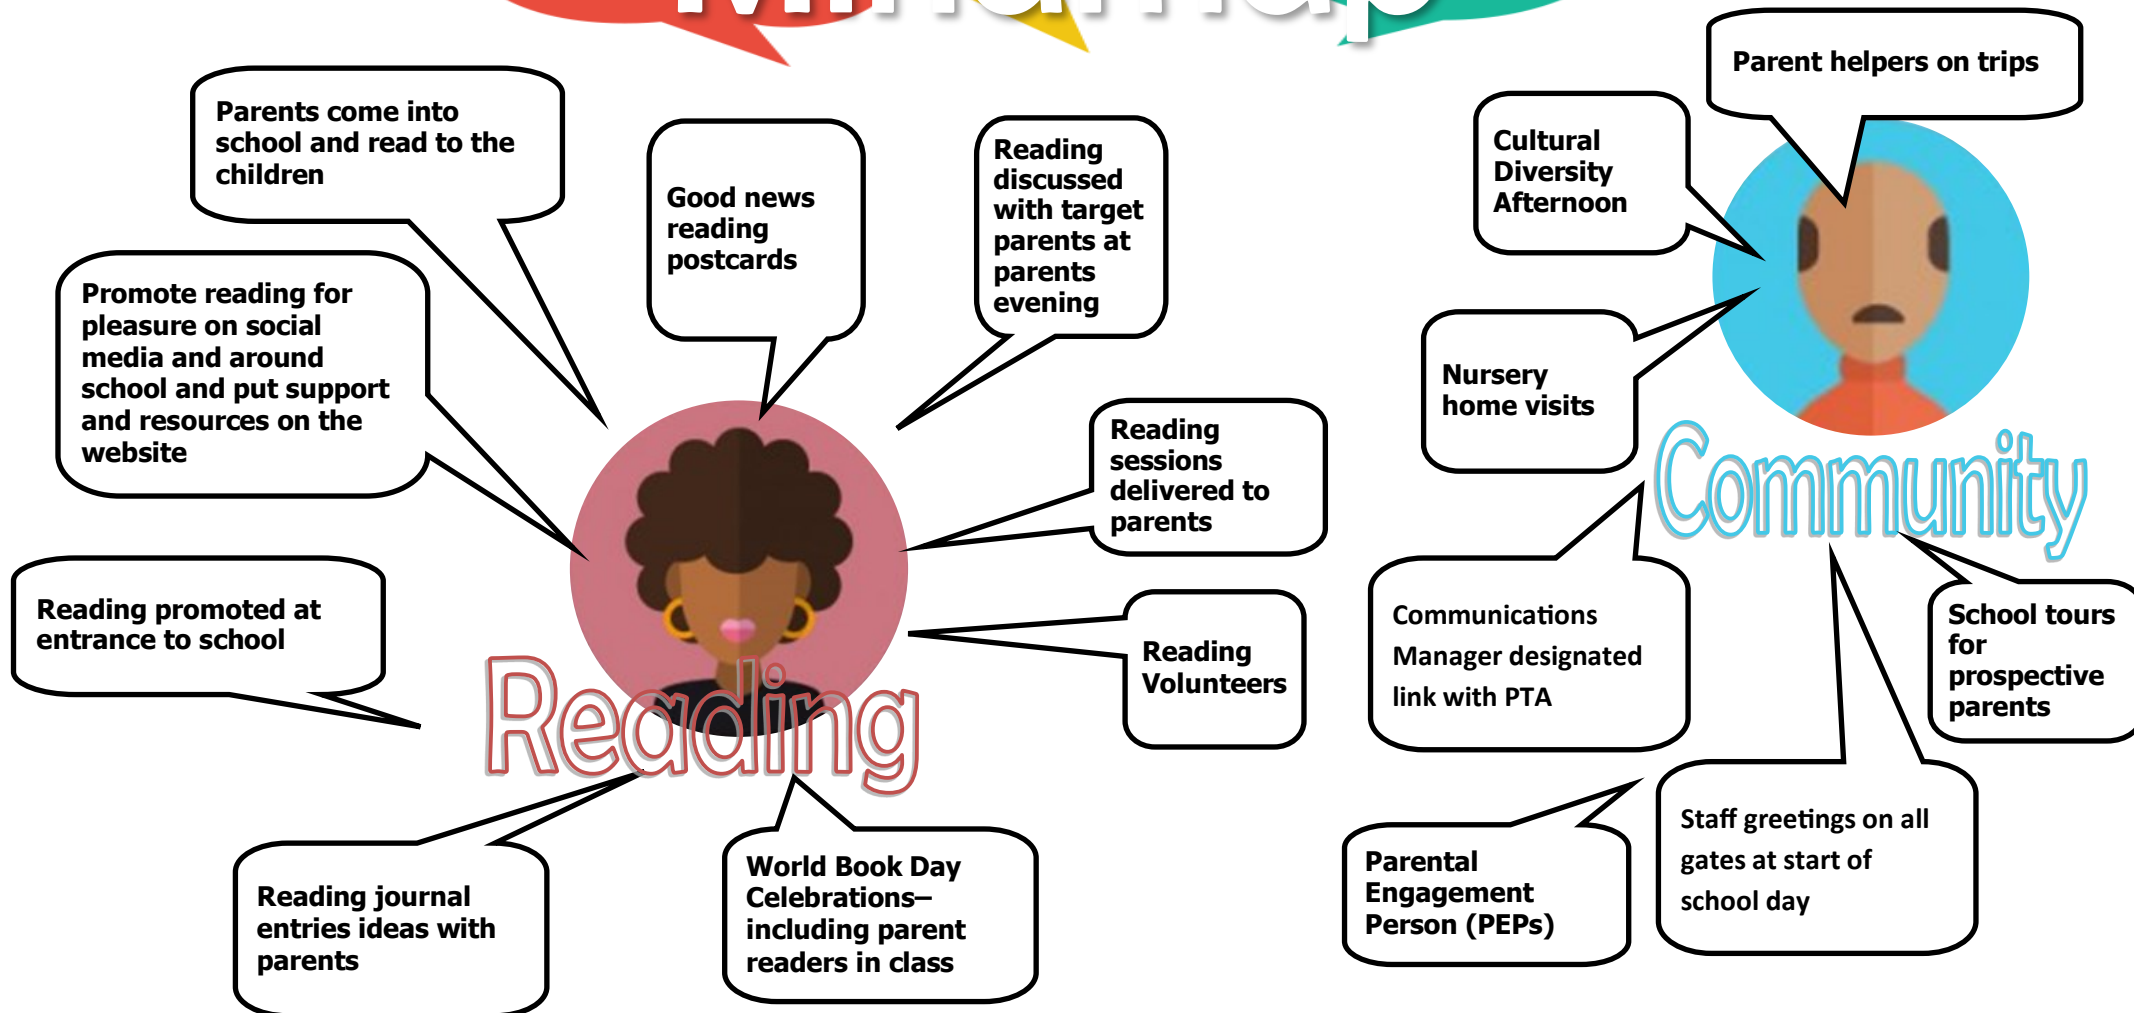 Mindmap
Parents come into
school and read to the
children
Good news
reading
postcards
Reading
discussed
with target
parents at
parents
evening
Promote reading for
pleasure on social
media and around
school and put support
and resources on the
website
Reading
sessions
delivered to
parents
Reading promoted at
entrance to school
Reading
Volunteers
Reading
Reading journal
entries ideas with
parents
World Book Day
Celebrations–
including parent
readers in class
Parent helpers on trips
Cultural
Diversity
Afternoon
Nursery
home visits
Community
Communications
Manager designated
link with PTA
School tours
for
prospective
parents
Parental
Engagement
Person (PEPs)
Staff greetings on all
gates at start of
school day